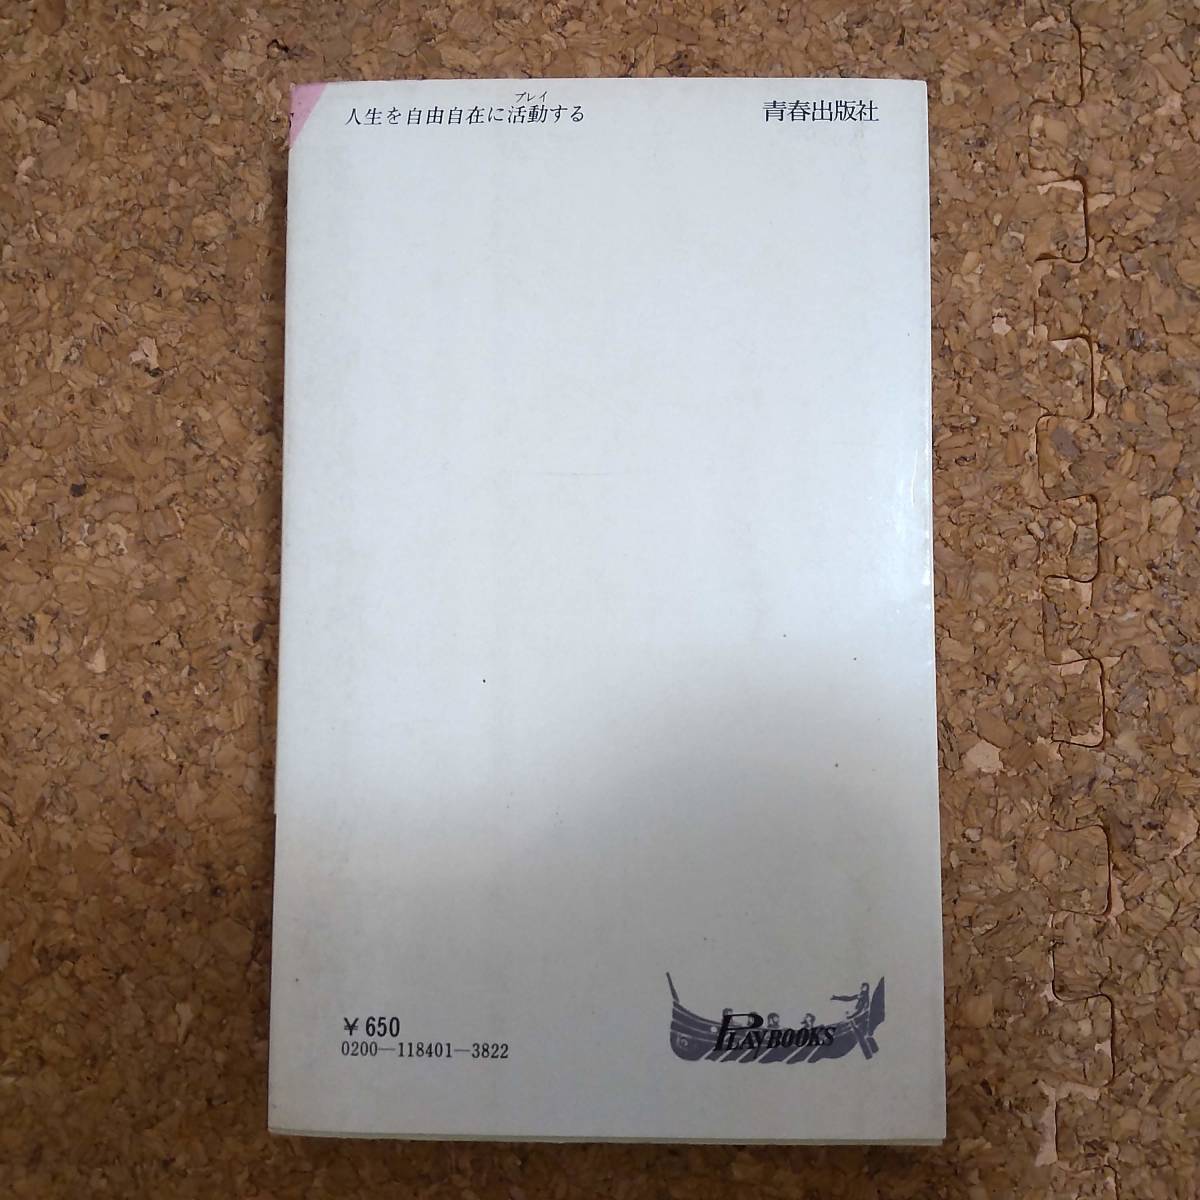 人生を自由自在に活動する
プレイ
青春出版社
¥650
0200—118401—3822
PLAYBOOKS